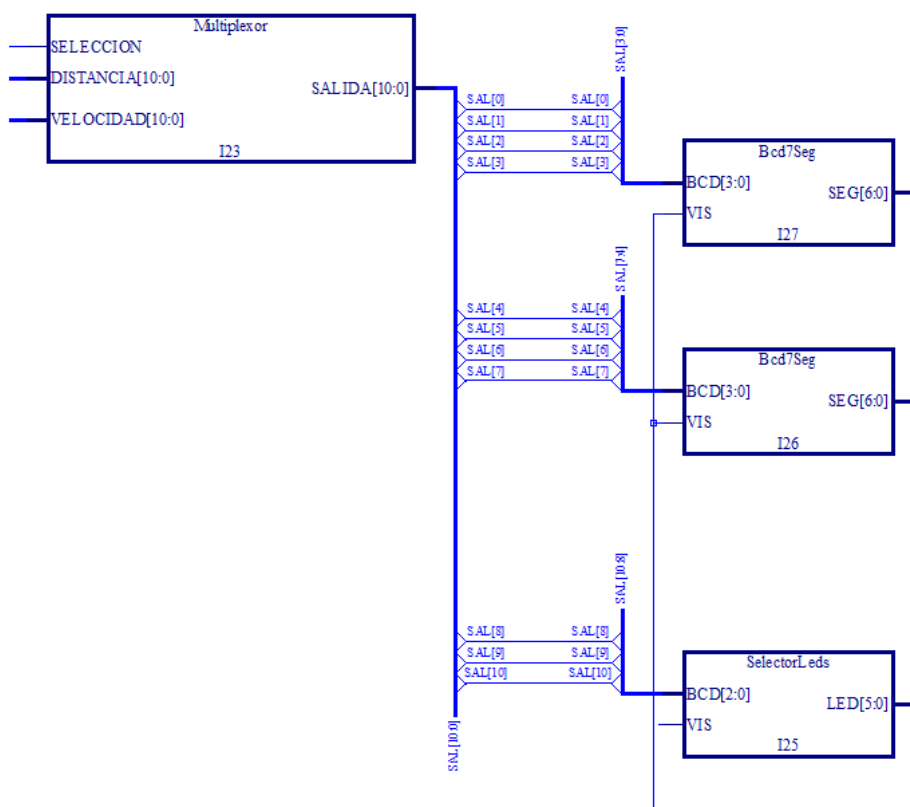 Multiplexor
SELECCION
DISTANCIA[10:0]
VELOCIDAD[10:0]
SALIDA[10:0]
I23
SAL[0]
SAL[1]
SAL[2]
SAL[3]
SAL[0]
SAL[1]
SAL[2]
SAL[3]
SAL[3:0]
Bcd7Seg
BCD[3:0]
VIS
SEG[6:0]
I27
SAL[4]
SAL[5]
SAL[6]
SAL[7]
SAL[4]
SAL[5]
SAL[6]
SAL[7]
SAL[7:4]
Bcd7Seg
BCD[3:0]
VIS
SEG[6:0]
I26
SAL[8]
SAL[9]
SAL[10]
SAL[8]
SAL[9]
SAL[10]
SAL[10:8]
SAL[10:0]
SelectorLeds
BCD[2:0]
VIS
LED[5:0]
I25